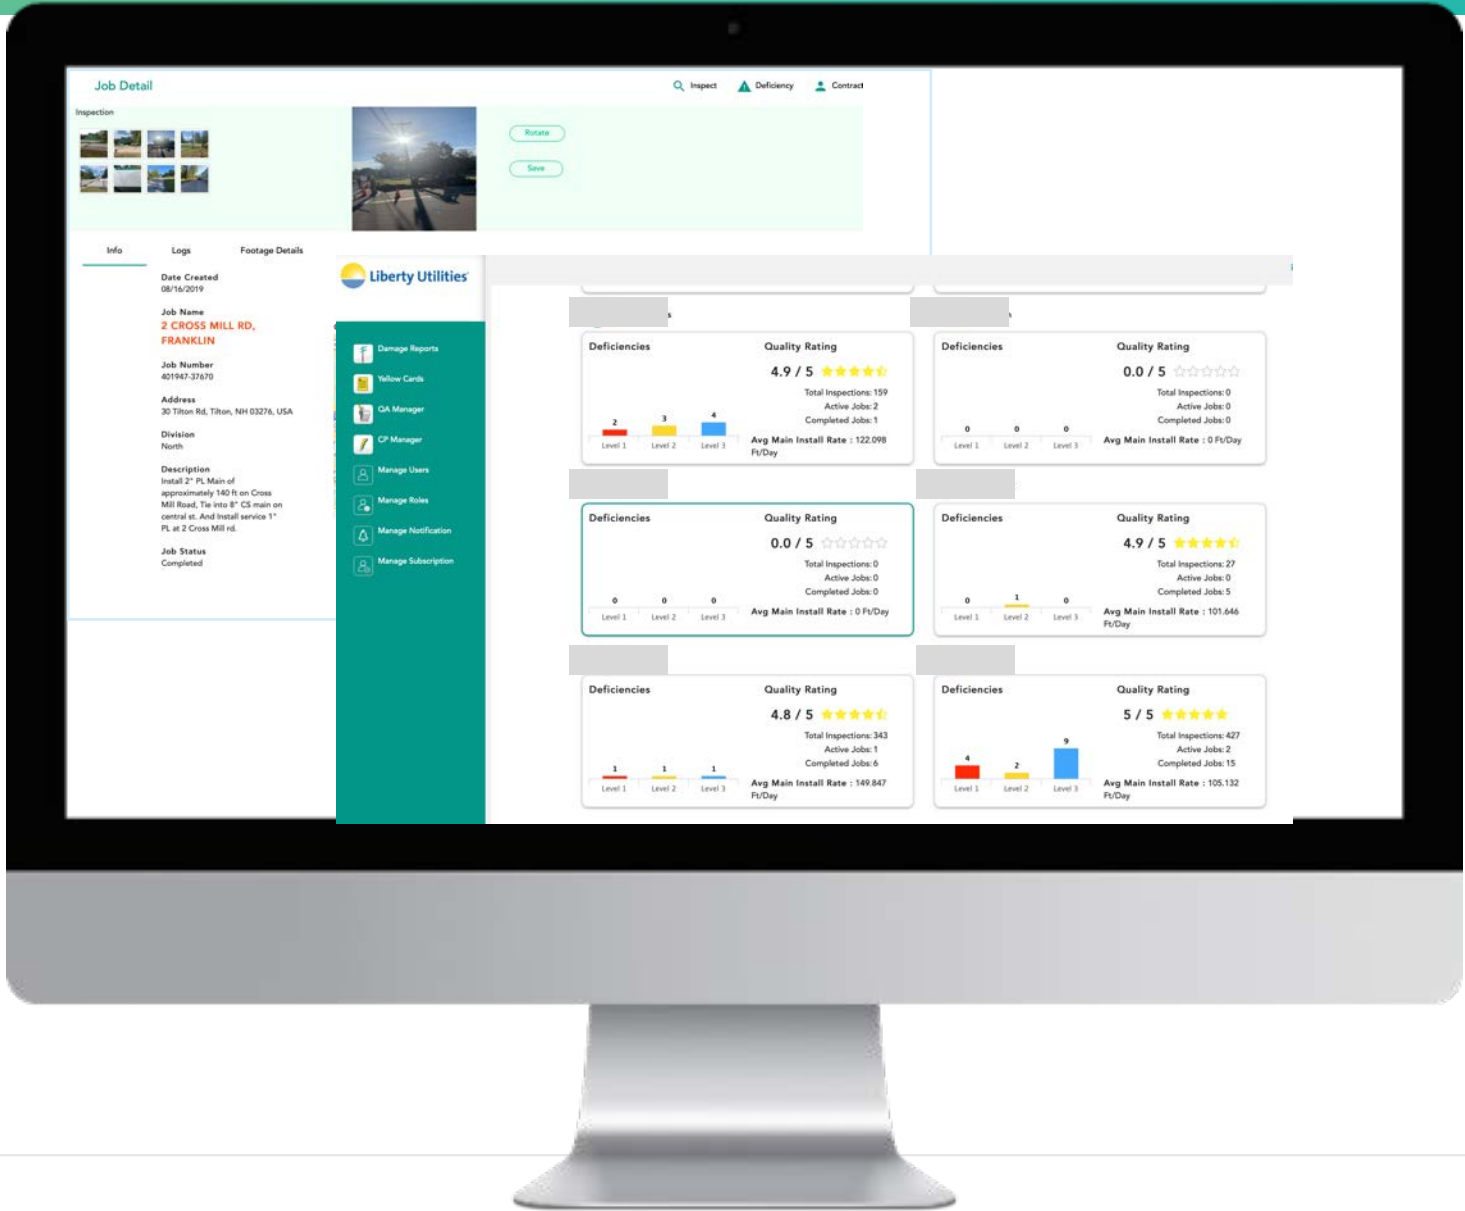 Job Detail
Inspect
Deficiency
Contract
Inspection
Rotate
Save
Info
Logs
Footage Details
Date Created
08/16/2019
Job Name
2 CROSS MILL RD,
FRANKLIN
Job Number
401947-37670
Address
30 Tilton Rd, Tilton, NH 03276, USA
Division
North
Description
Install 2" PL Main of
approximately 140 ft on Cross
Mill Road, Tie into 8" CS main on
central st. And Install service 1"
PL at 2 Cross Mill rd.
Job Status
Completed
Liberty Utilities
Damage Reports
Yellow Cards
QA Manager
CP Manager
Manage Users
Manage Roles
Manage Notification
Manage Subscription
Deficiencies
2
3
4
Level 1
Level 2
Level 3
Quality Rating
4.9 / 5
Total Inspections: 159
Active Jobs: 2
Completed Jobs: 1
Avg Main Install Rate : 122.098
Ft/Day
Deficiencies
0
0
0
Level 1
Level 2
Level 3
Quality Rating
0.0 / 5
Total Inspections: 0
Active Jobs: 0
Completed Jobs: 0
Avg Main Install Rate : 0 Ft/Day
Deficiencies
0
0
0
Level 1
Level 2
Level 3
Quality Rating
0.0 / 5
Total Inspections: 0
Active Jobs: 0
Completed Jobs: 0
Avg Main Install Rate : 0 Ft/Day
Deficiencies
0
1
0
Level 1
Level 2
Level 3
Quality Rating
4.9 / 5
Total Inspections: 27
Active Jobs: 0
Completed Jobs: 5
Avg Main Install Rate : 101.646
Ft/Day
Deficiencies
1
1
1
Level 1
Level 2
Level 3
Quality Rating
4.8 / 5
Total Inspections: 343
Active Jobs: 1
Completed Jobs: 6
Avg Main Install Rate : 149.847
Ft/Day
Deficiencies
4
2
9
Level 1
Level 2
Level 3
Quality Rating
5 / 5
Total Inspections: 427
Active Jobs: 2
Completed Jobs: 15
Avg Main Install Rate : 105.132
Ft/Day